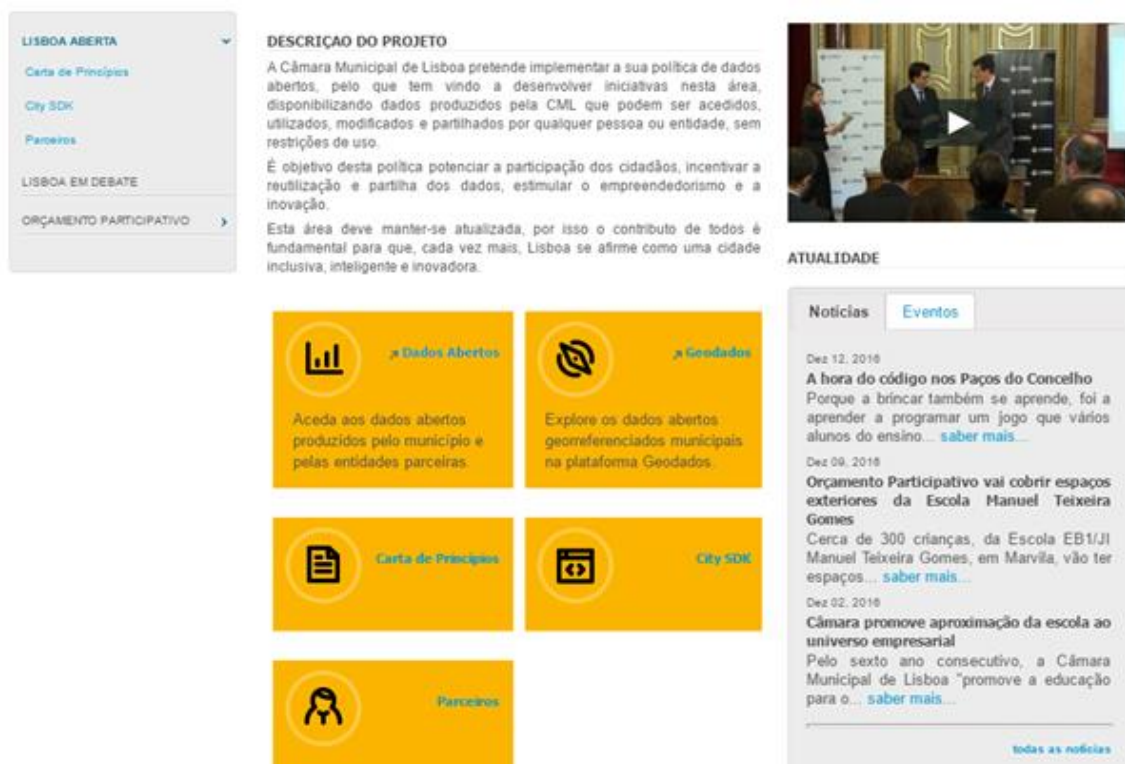 LISBOA ABERTA
Carta de Princípios
City SDK
Parceiros
LISBOA EM DEBATE
ORÇAMENTO PARTICIPATIVO
DESCRIÇAO DO PROJETO
A Câmara Municipal de Lisboa pretende implementar a sua política de dados
abertos, pelo que tem vindo a desenvolver iniciativas nesta área,
disponibilizando dados produzidos pela CML que podem ser acedidos,
utilizados, modificados e partilhados por qualquer pessoa ou entidade, sem
restrições de uso.
É objetivo desta política potenciar a participação dos cidadãos, incentivar a
reutilização e partilha dos dados, estimular o empreendedorismo e a
inovação.
Esta área deve manter-se atualizada, por isso o contributo de todos é
fundamental para que, cada vez mais, Lisboa se afirme como uma cidade
inclusiva, inteligente e inovadora.
Dados Abertos
Aceda aos dados abertos
produzidos pelo município e
pelas entidades parceiras.
Geodados
Explore os dados abertos
georreferenciados municipais
na plataforma Geodados.
Carta de Princípios
City SDK
Parceiros
ATUALIDADE
Notícias
Eventos
Dez 12, 2016
A hora do código nos Paços do Concelho
Porque a brincar também se aprende, foi a
aprender a programar um jogo que vários
alunos do ensino... saber mais...
Dez 09, 2016
Orçamento Participativo vai cobrir espaços
exteriores da Escola Manuel Teixeira
Gomes
Cerca de 300 crianças, da Escola EB1/JI
Manuel Teixeira Gomes, em Marvila, vão ter
espaços... saber mais...
Dez 02, 2016
Câmara promove aproximação da escola ao
universo empresarial
Pelo sexto ano consecutivo, a Câmara
Municipal de Lisboa "promove a educação
para o... saber mais...
todas as notícias